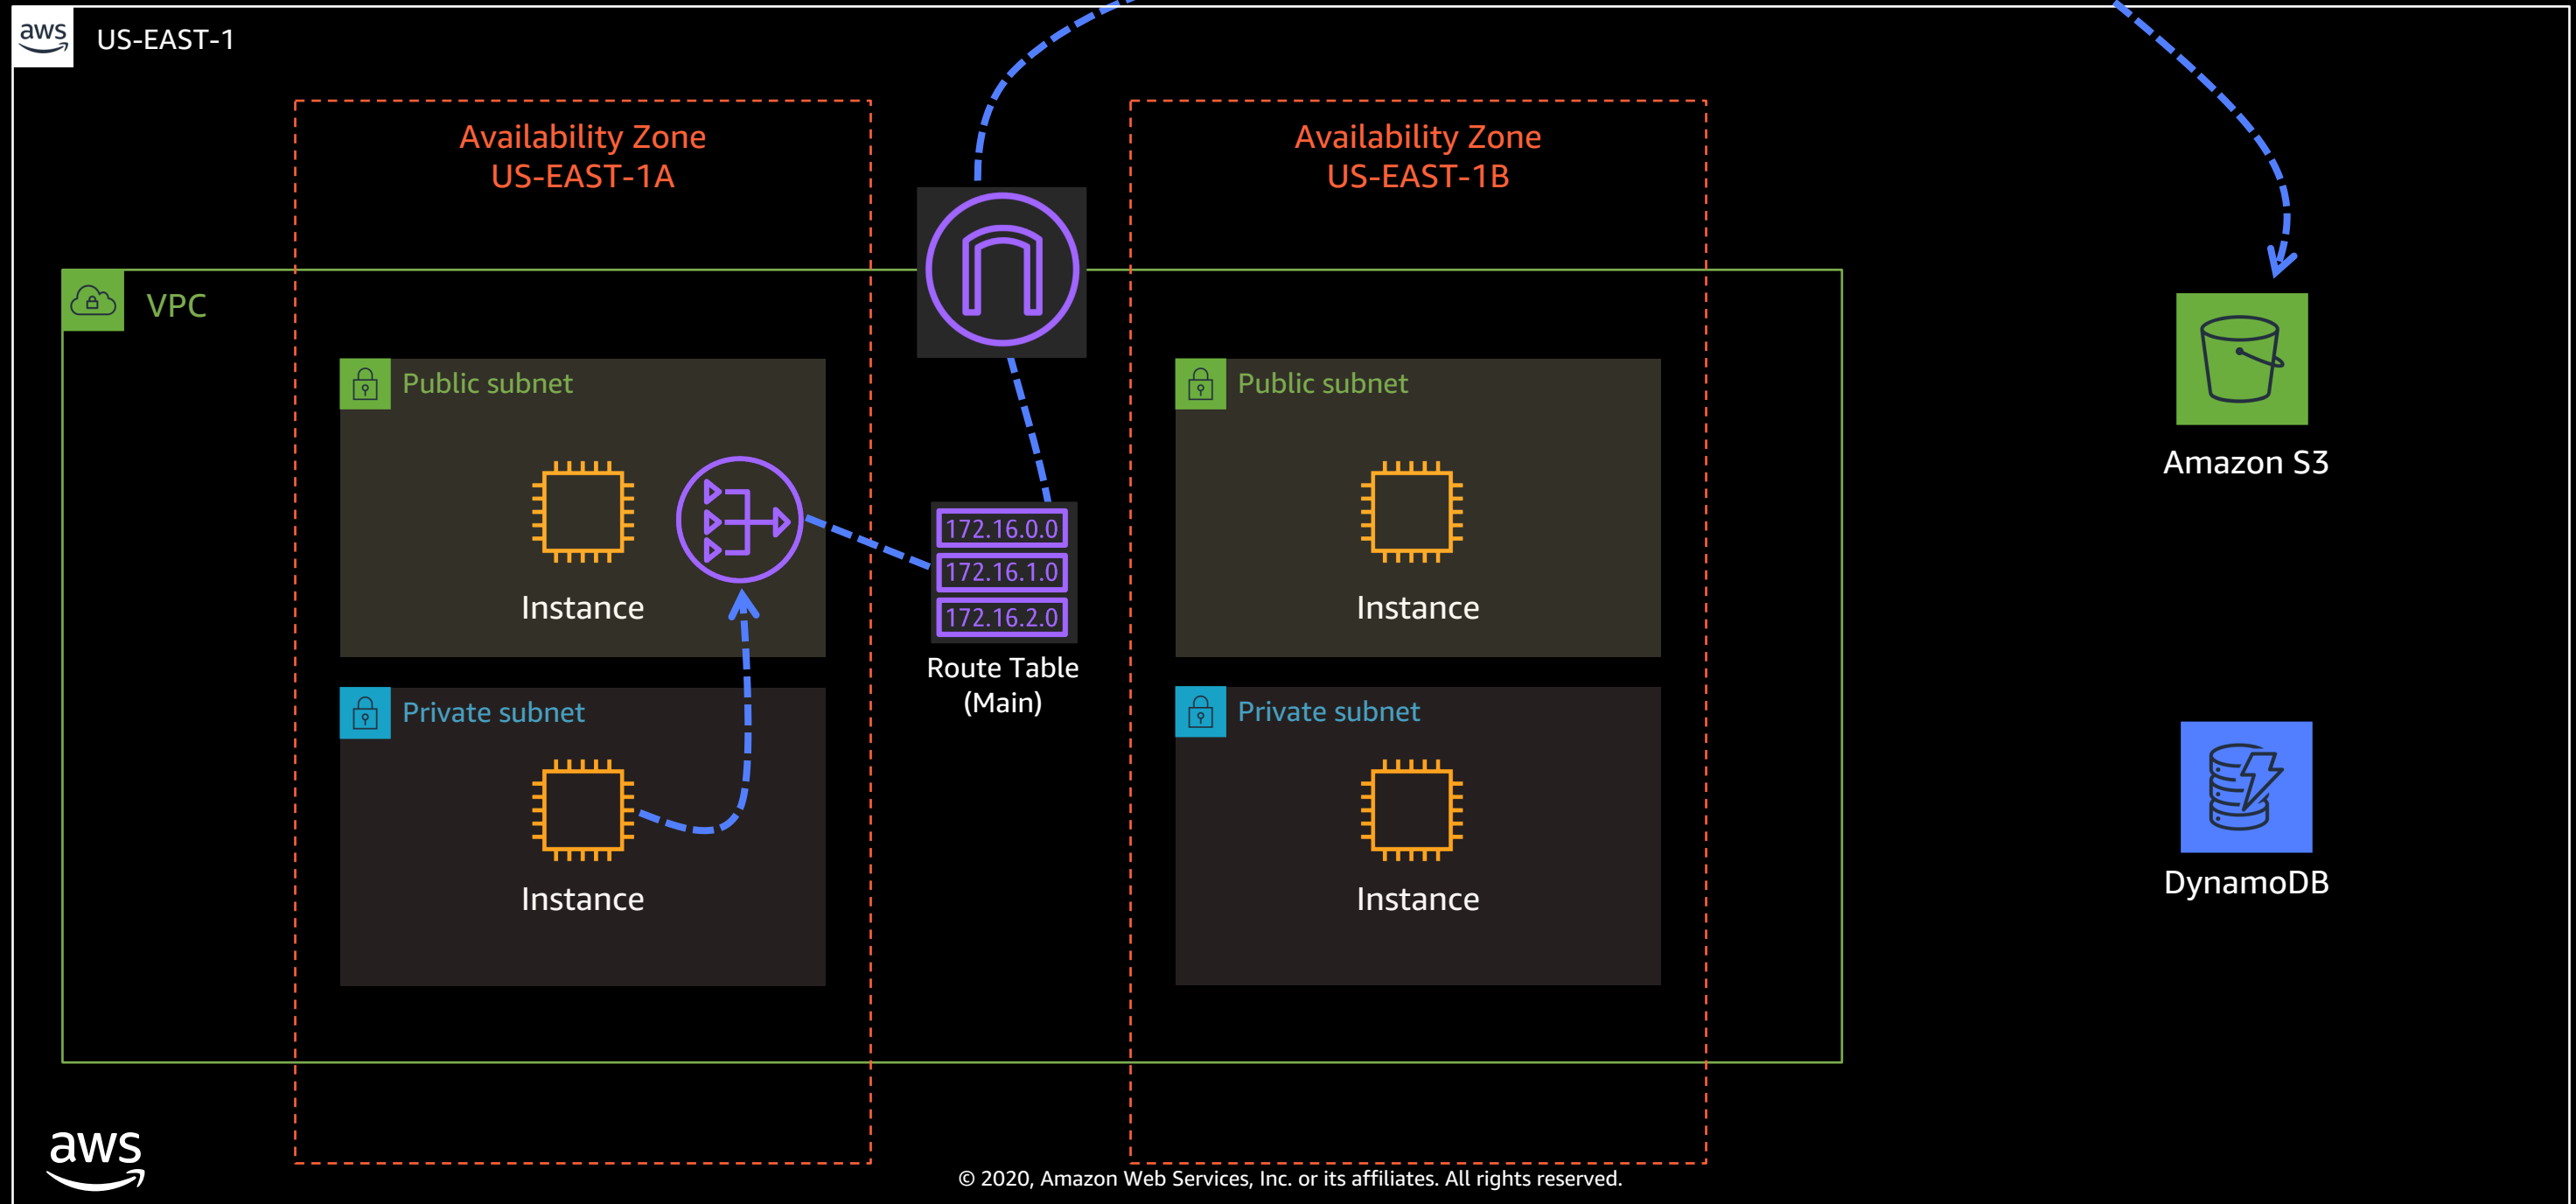 aws
US-EAST-1
Availability Zone
US-EAST-1A
Availability Zone
US-EAST-1B
VPC
Public subnet
Instance
Private subnet
Instance
172.16.0.0
172.16.1.0
172.16.2.0
Route Table
(Main)
Public subnet
Instance
Private subnet
Instance
Amazon S3
DynamoDB
aws
© 2020, Amazon Web Services, Inc. or its affiliates. All rights reserved.